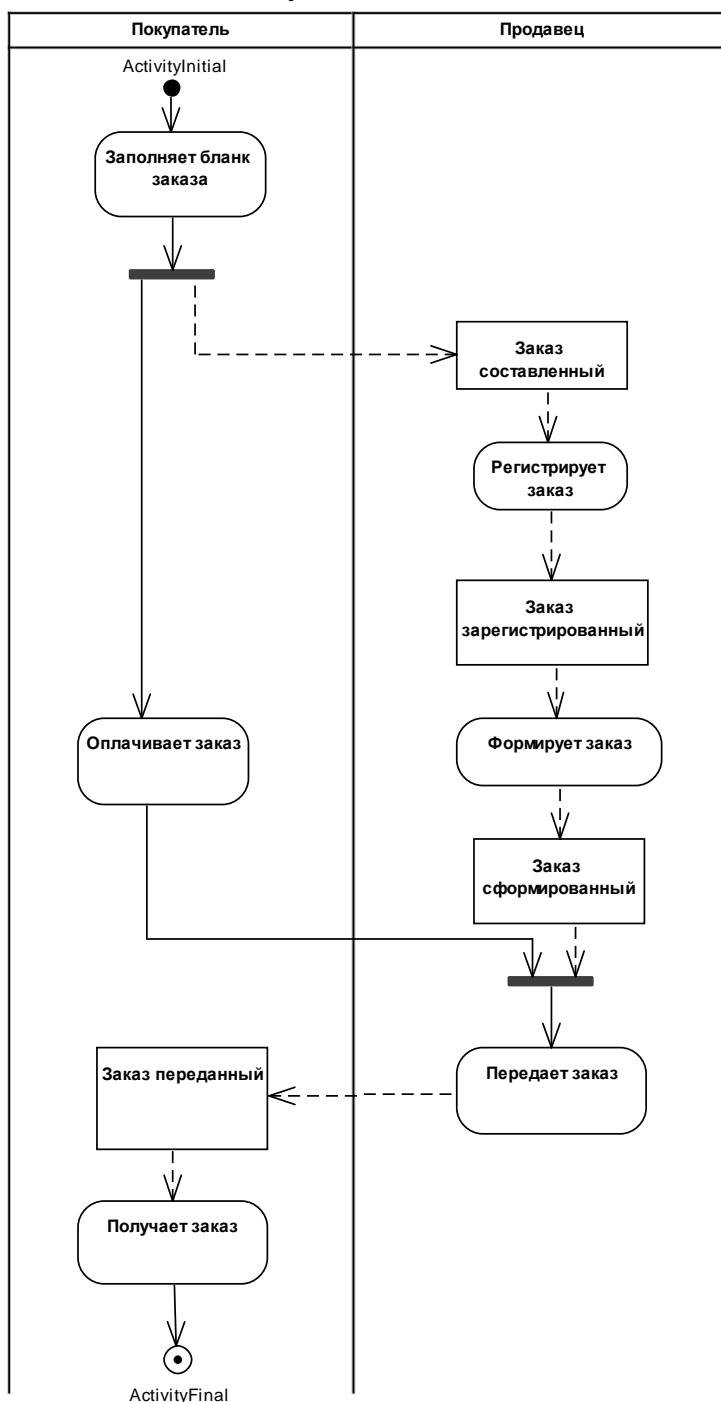 Покупатель
Продавец
ActivityInitial
Заполняет бланк
заказа
Заказ
составленный
Регистрирует
заказ
Заказ
зарегистрированный
Оплачивает заказ
Формирует заказ
Заказ
сформированный
Заказ переданный
Передает заказ
Получает заказ
ActivityFinal